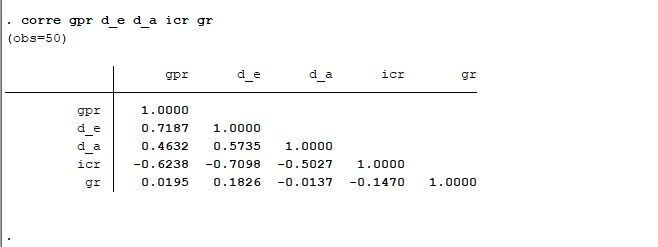 . corre gpr d_e d_a icr gr
(obs=50)
gpr d_e d_a icr gr
gpr 1.0000
d_e 0.7187 1.0000
d_a 0.4632 0.5735 1.0000
icr -0.6238 -0.7098 -0.5027 1.0000
gr 0.0195 0.1826 -0.0137 -0.1470 1.0000
.